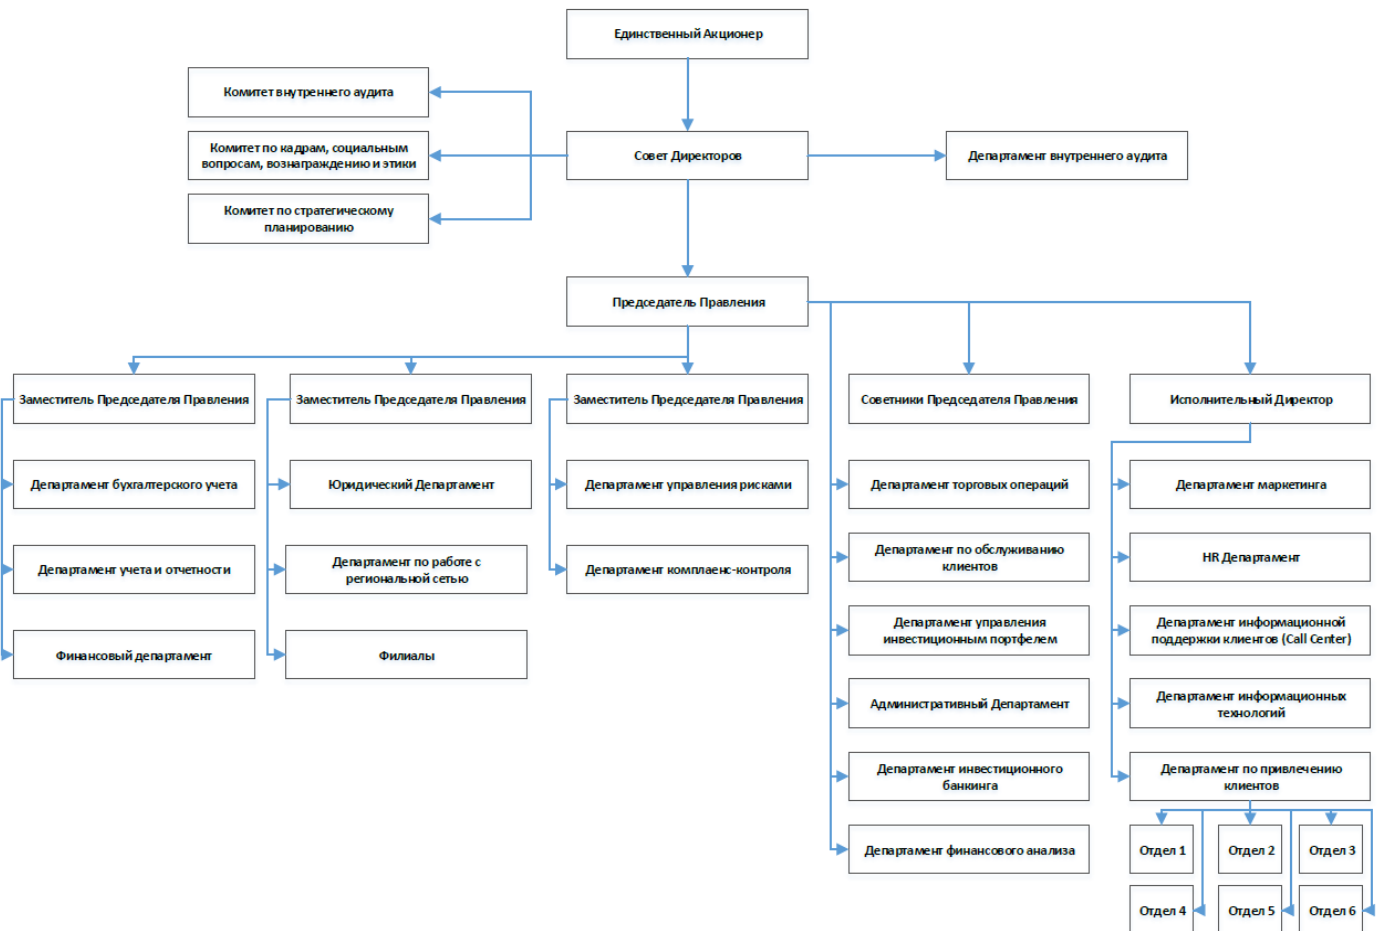 Единственный Акционер
Комитет внутреннего аудита
Комитет по кадрам, социальным
вопросам, вознаграждению и этики
Совет Директоров
Департамент внутреннего аудита
Комитет по стратегическому
планированию
Председатель Правления
Заместитель Председателя Правления
Заместитель Председателя Правления
Заместитель Председателя Правления
Советники Председателя Правления
Исполнительный Директор
Департамент бухгалтерского учета
Юридический Департамент
Департамент управления рисками
Департамент торговых операций
Департамент маркетинга
Департамент учета и отчетности
Департамент по работе с
региональной сетью
Департамент комплаенс-контроля
Департамент по обслуживанию
клиентов
HR Департамент
Финансовый департамент
Филиалы
Департамент управления
инвестиционным портфелем
Департамент информационной
поддержки клиентов (Call Center)
Административный Департамент
Департамент информационных
технологий
Департамент инвестиционного
банкинга
Департамент по привлечению
клиентов
Департамент финансового анализа
Отдел 1
Отдел 2
Отдел 3
Отдел 4
Отдел 5
Отдел 6